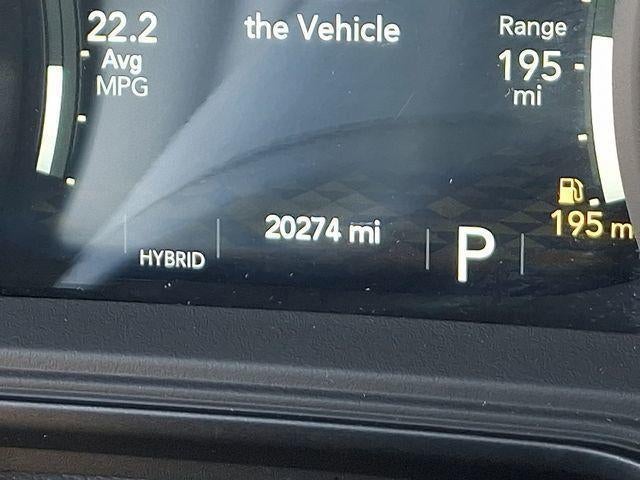 22.2
Avg
MPG
the Vehicle
Range
195
mi
HYBRID
20274 mi
P
195 m